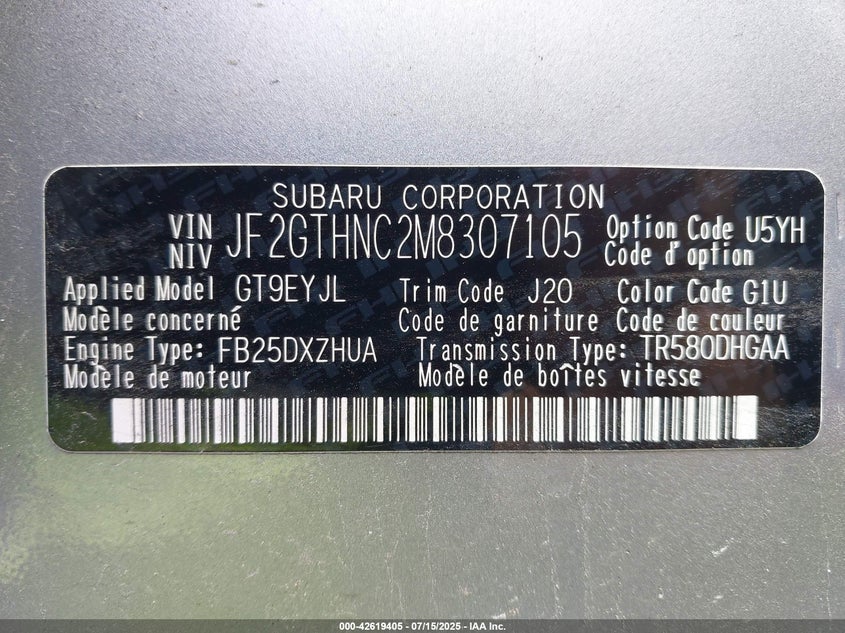 SUBARU CORPORATION
VIN NIV JF2GTHNC2M8307105 Option Code U5YH
Code d'option
Applied Model GT9EYJL Trim Code J20 Color Code G1U
Modèle concerné Code de garniture Code de couleur
Engine Type: FB25DXZHUA Transmission Type: TR580DHGAA
Modèle de moteur Modèle de boîtes vitesse
000-42619405 - 07/15/2025 - IAA Inc.